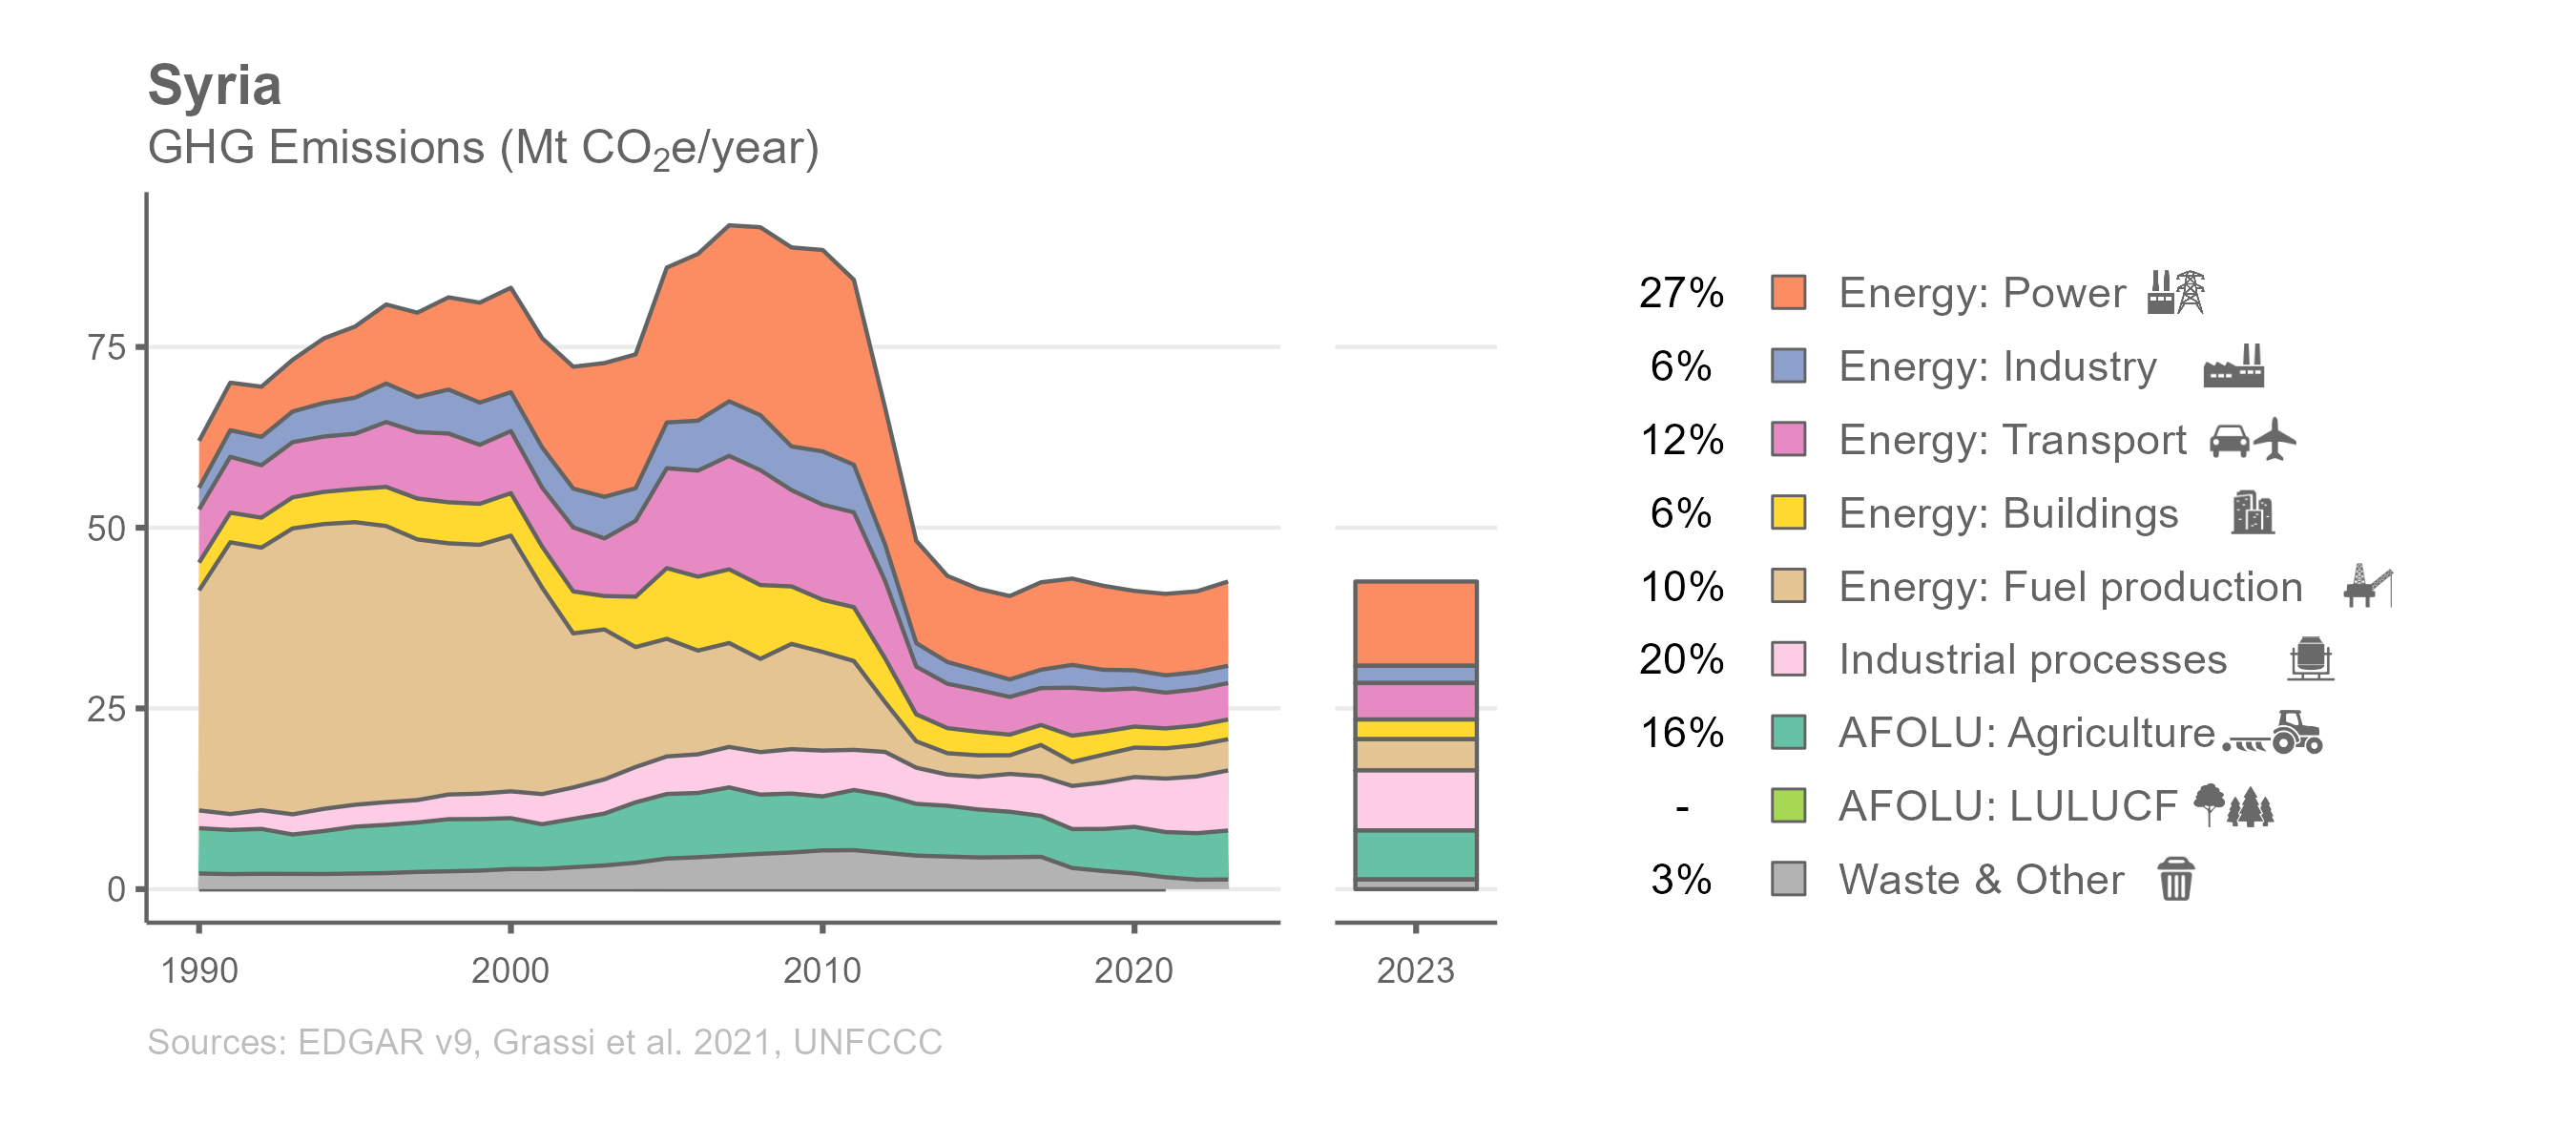 Syria
GHG Emissions (Mt CO₂e/year)
75
50
25
0
1990 2000 2010 2020 2023
27% Energy: Power
6% Energy: Industry
12% Energy: Transport
6% Energy: Buildings
10% Energy: Fuel production
20% Industrial processes
16% AFOLU: Agriculture
- AFOLU: LULUCF
3% Waste & Other
Sources: EDGAR v9, Grassi et al. 2021, UNFCCC